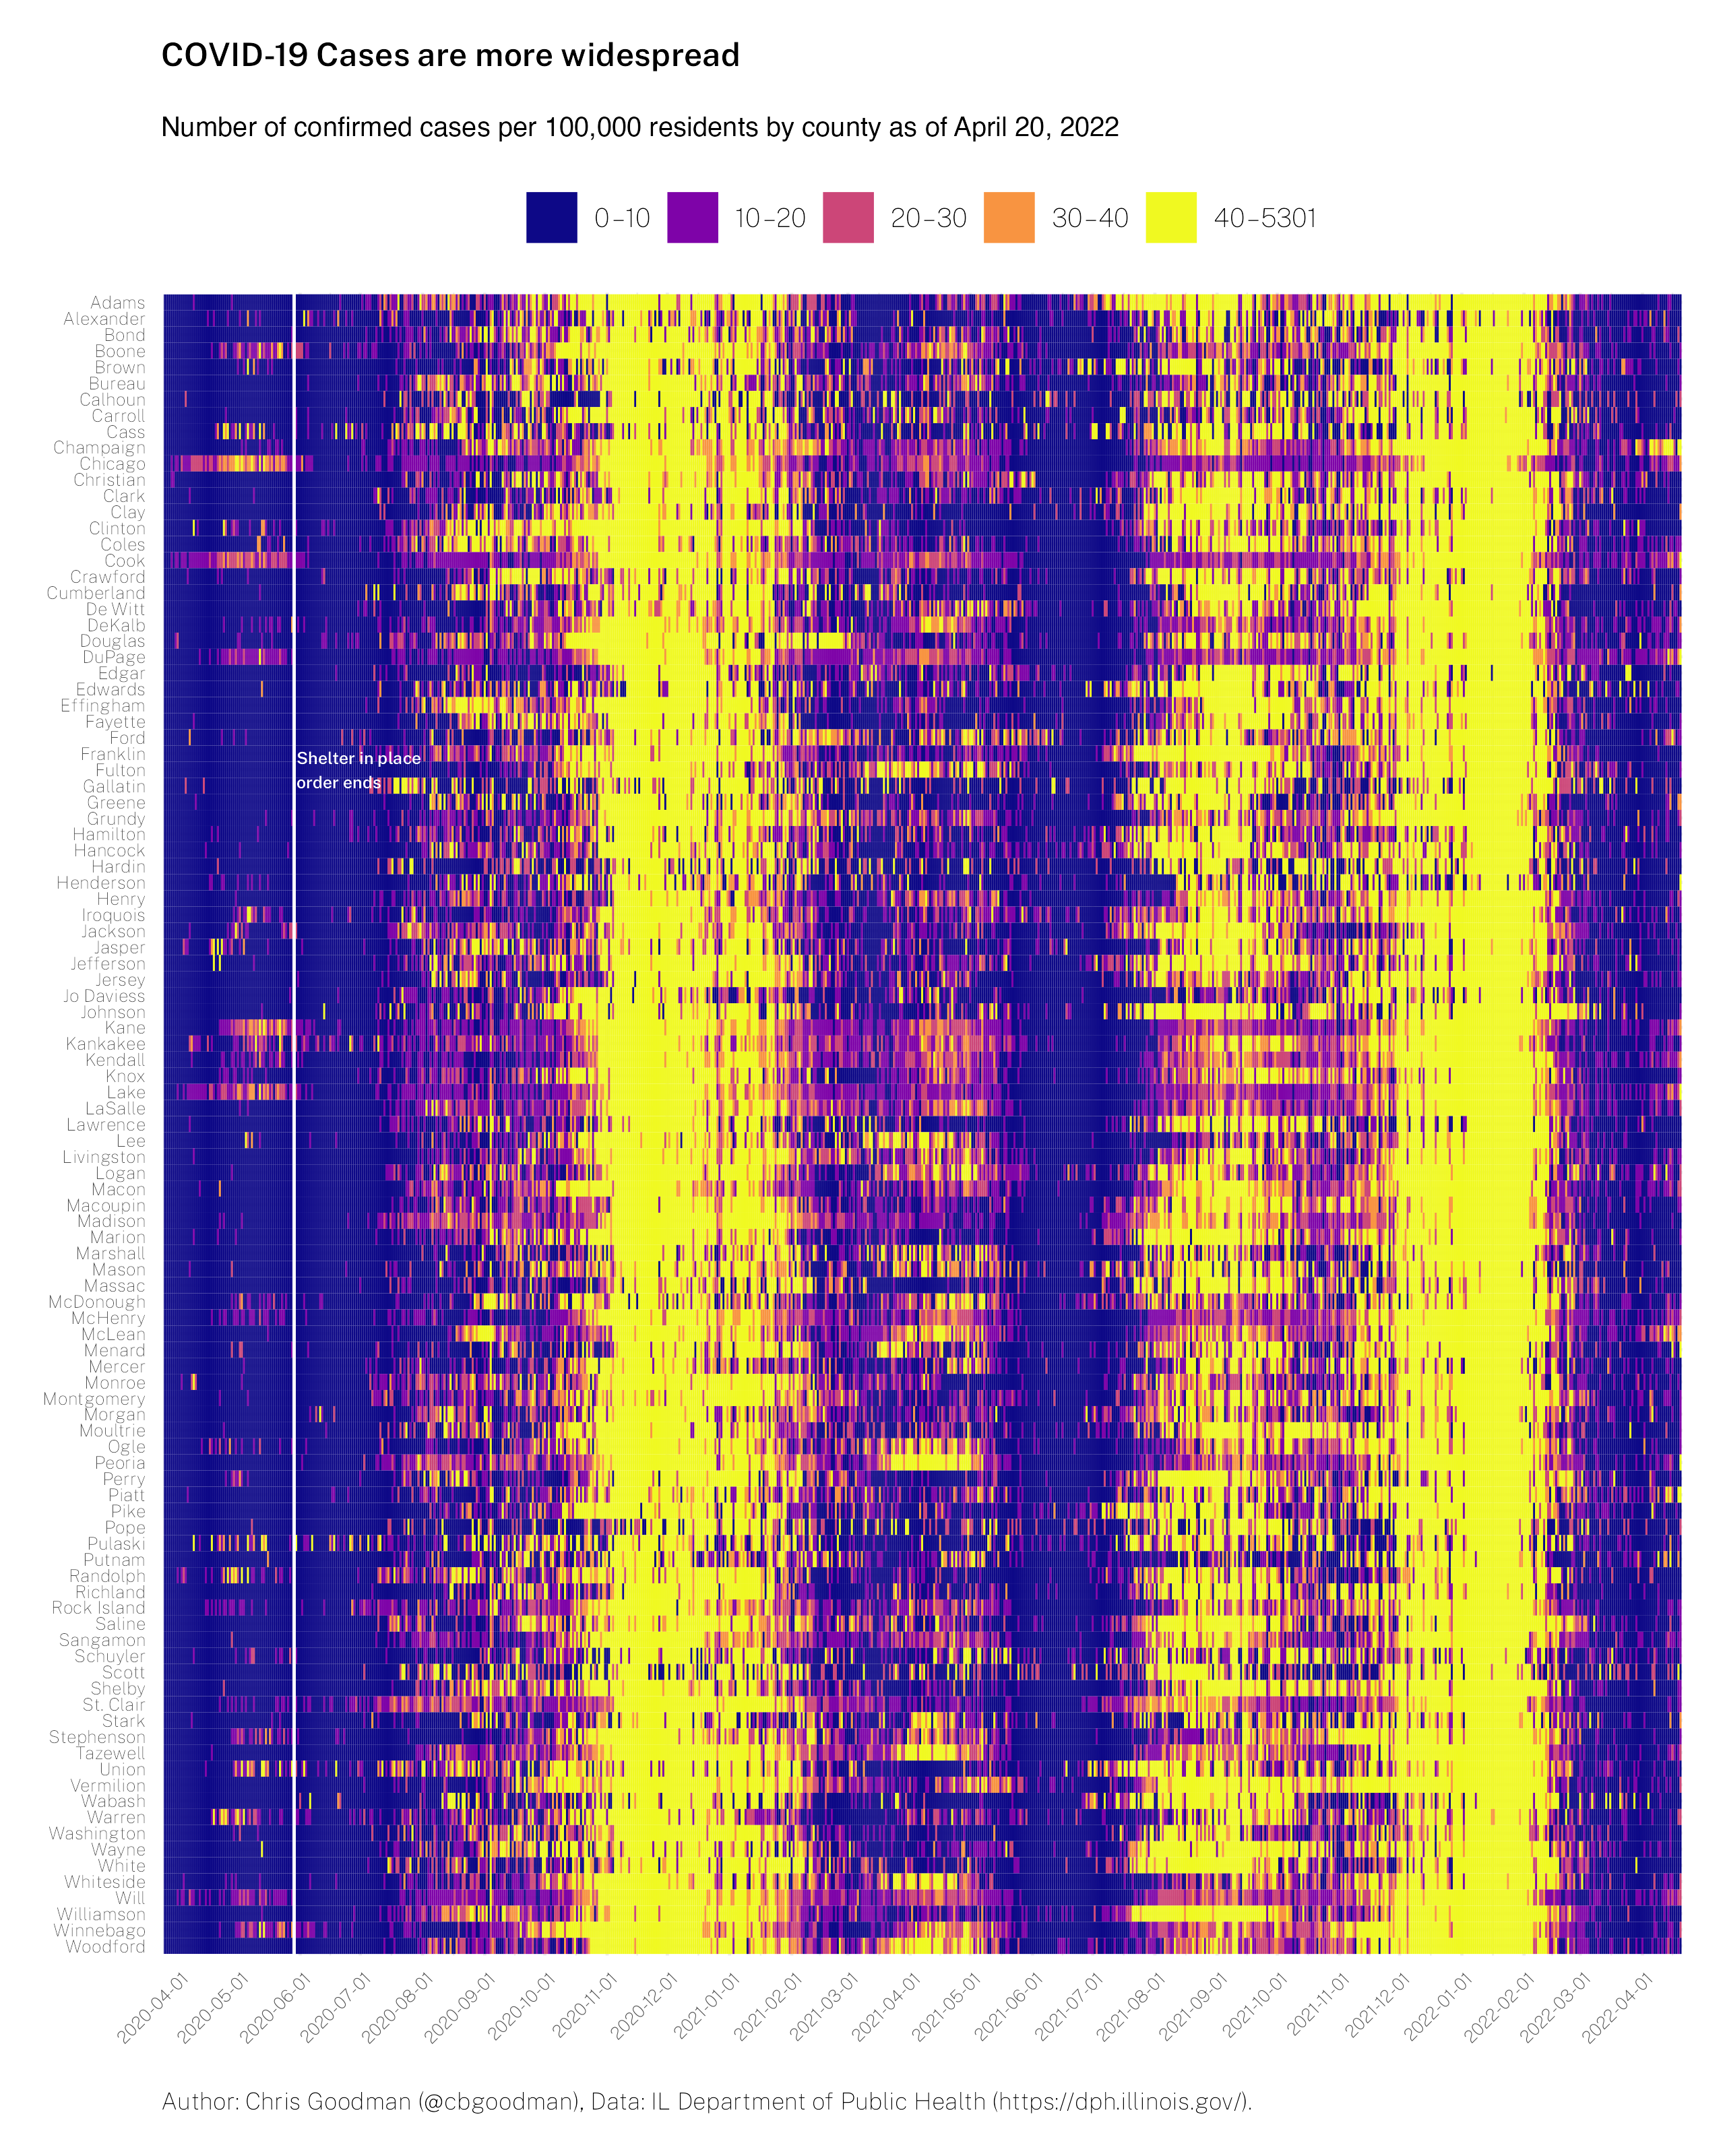 COVID-19 Cases are more widespread
Number of confirmed cases per 100,000 residents by county as of April 20, 2022
0–10 10–20 20–30 30–40 40–5301
Adams
Alexander
Bond
Boone
Brown
Bureau
Calhoun
Carroll
Cass
Champaign
Chicago
Christian
Clark
Clay
Clinton
Coles
Cook
Crawford
Cumberland
De Witt
DeKalb
Douglas
DuPage
Edgar
Edwards
Effingham
Fayette
Ford
Franklin
Fulton
Gallatin
Greene
Grundy
Hamilton
Hancock
Hardin
Henderson
Henry
Iroquois
Jackson
Jasper
Jefferson
Jersey
Jo Daviess
Johnson
Kane
Kankakee
Kendall
Knox
Lake
LaSalle
Lawrence
Lee
Livingston
Logan
Macon
Macoupin
Madison
Marion
Marshall
Mason
Massac
McDonough
McHenry
McLean
Menard
Mercer
Monroe
Montgomery
Morgan
Moultrie
Ogle
Peoria
Perry
Piatt
Pike
Pope
Pulaski
Putnam
Randolph
Richland
Rock Island
Saline
Sangamon
Schuyler
Scott
Shelby
St. Clair
Stark
Stephenson
Tazewell
Union
Vermilion
Wabash
Warren
Washington
Wayne
White
Whiteside
Will
Williamson
Winnebago
Woodford
Shelter in place
order ends
2020-04-01 2020-05-01 2020-06-01 2020-07-01 2020-08-01 2020-09-01 2020-10-01 2020-11-01 2020-12-01 2021-01-01 2021-02-01 2021-03-01 2021-04-01 2021-05-01 2021-06-01 2021-07-01 2021-08-01 2021-09-01 2021-10-01 2021-11-01 2021-12-01 2022-01-01 2022-02-01 2022-03-01 2022-04-01
Author: Chris Goodman (@cbgoodman), Data: IL Department of Public Health (https://dph.illinois.gov/).